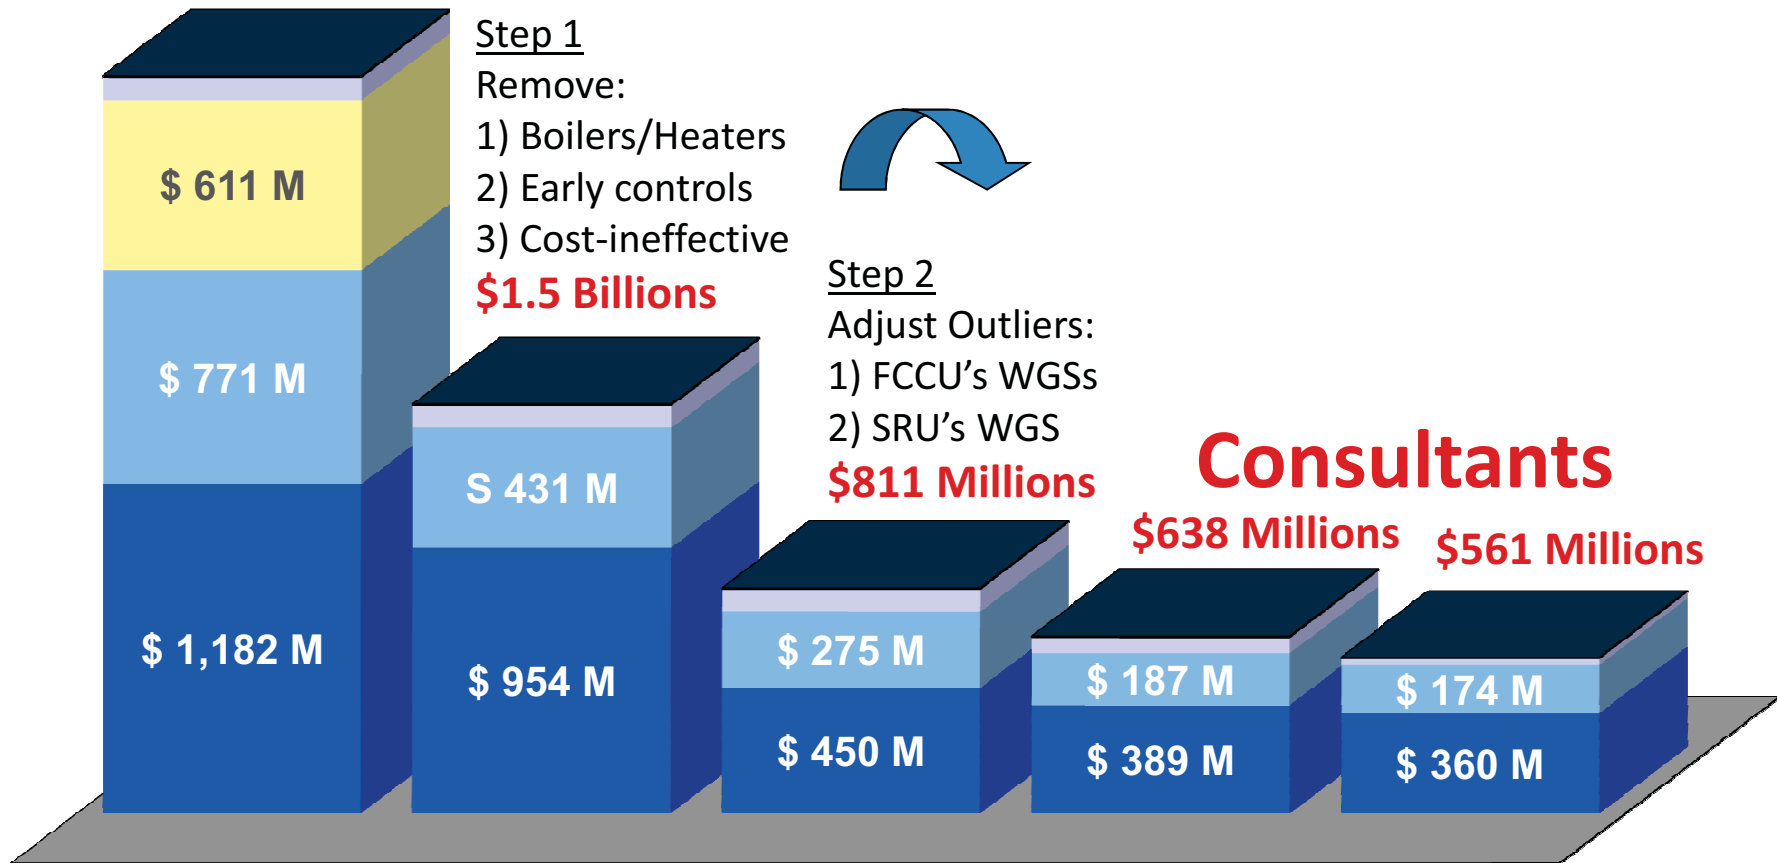 Step 1
Remove:
1) Boilers/Heaters
2) Early controls
3) Cost-ineffective
$1.5 Billions
Step 2
Adjust Outliers:
1) FCCU’s WGSs
2) SRU’s WGS
$811 Millions
Consultants
$638 Millions
$561 Millions
$ 611 M
$ 771 M
$ 1,182 M
S 431 M
$ 954 M
$ 275 M
$ 450 M
$ 187 M
$ 389 M
$ 174 M
$ 360 M